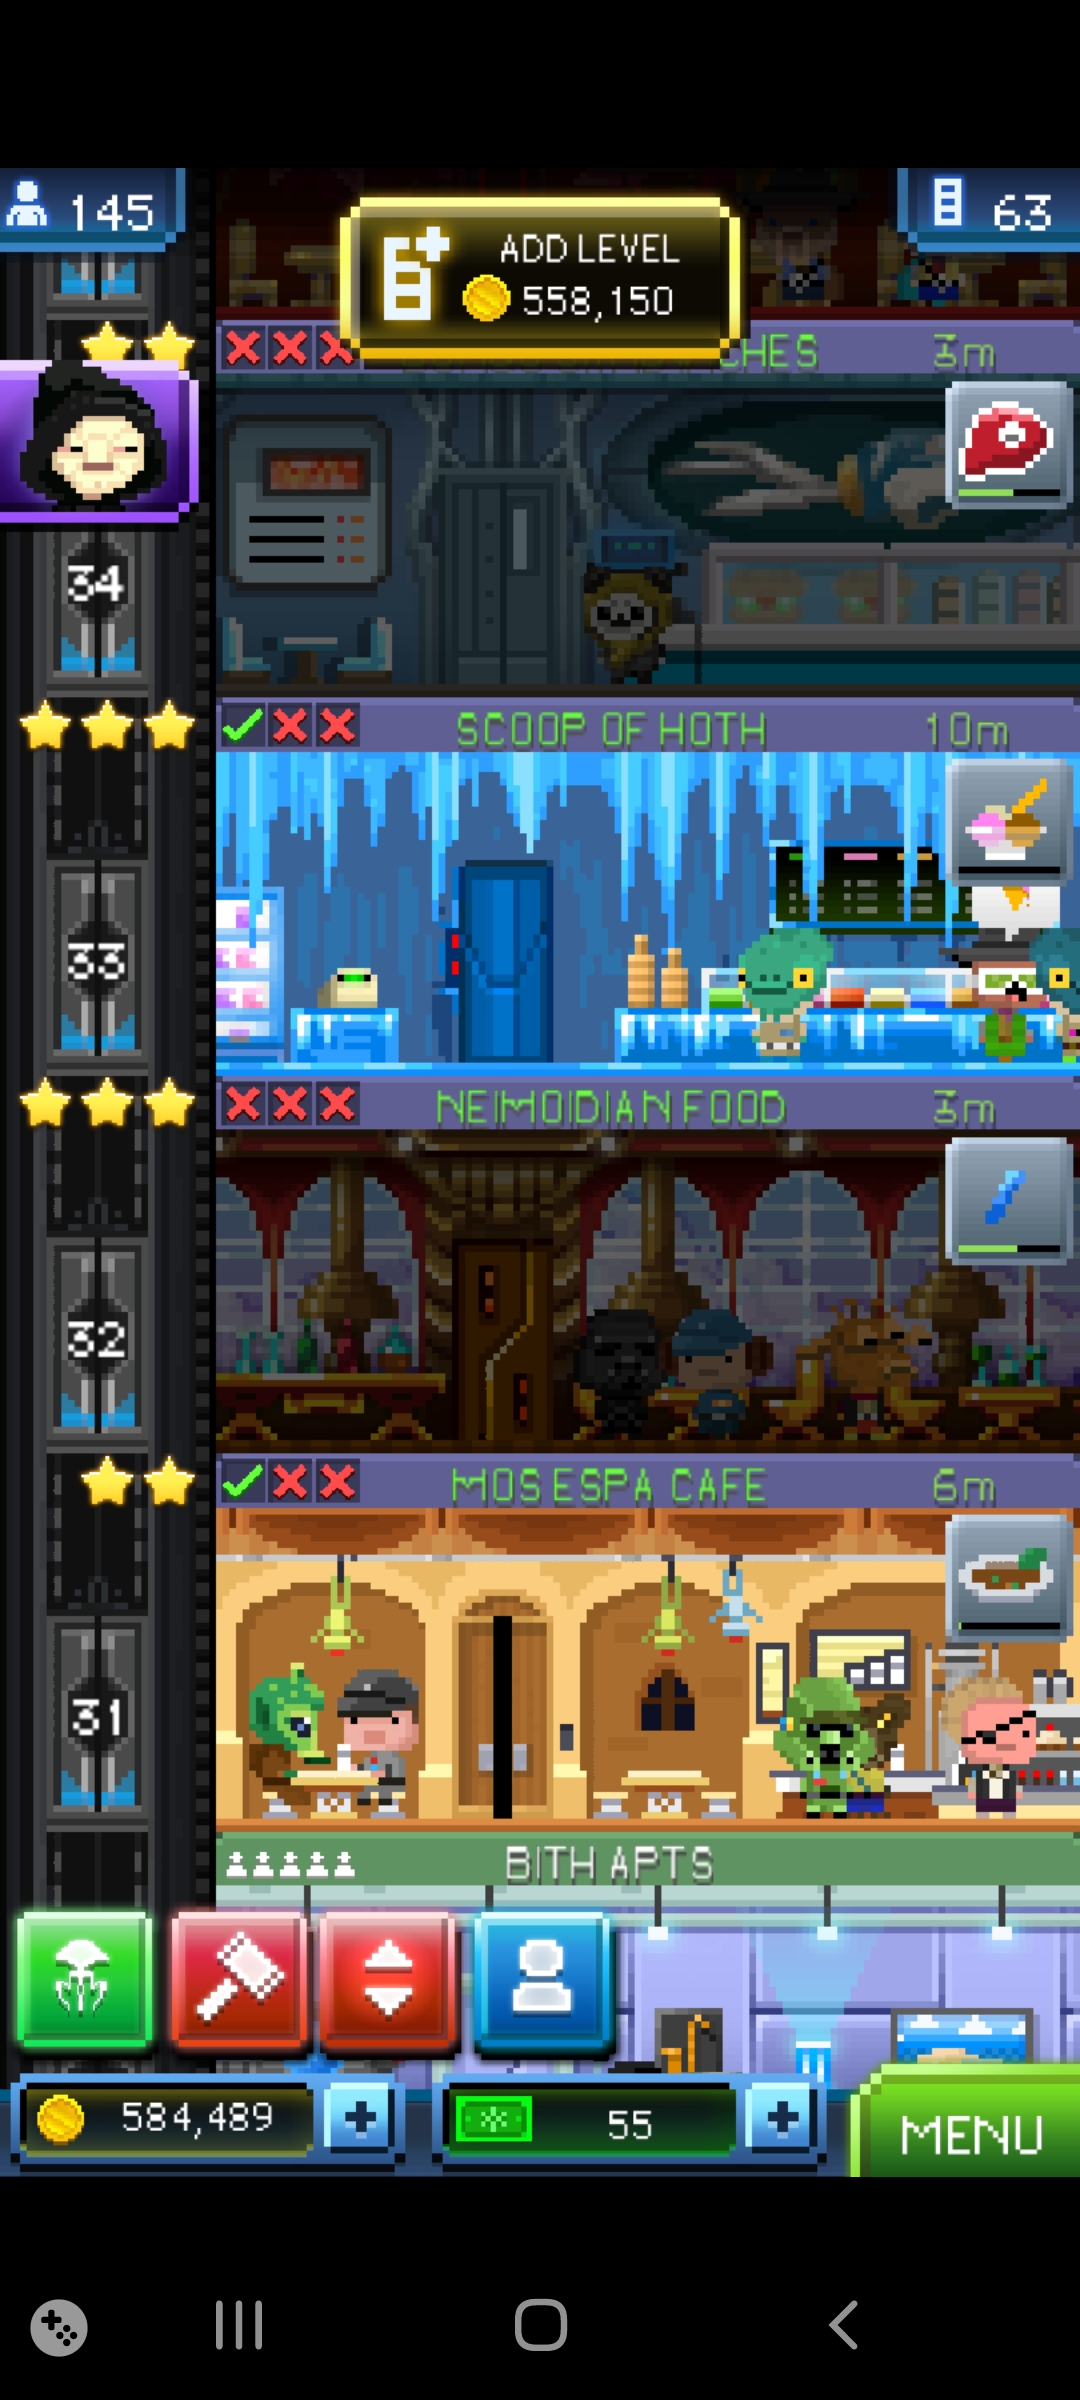 145
ADD LEVEL
558,150
63
CHES 3m
34
SCOOP OF HOTH 10m
33
NEIMOIDIAN FOOD 3m
32
MOS ESPA CAFE 6m
31
BITH APTS
584,489
55
MENU